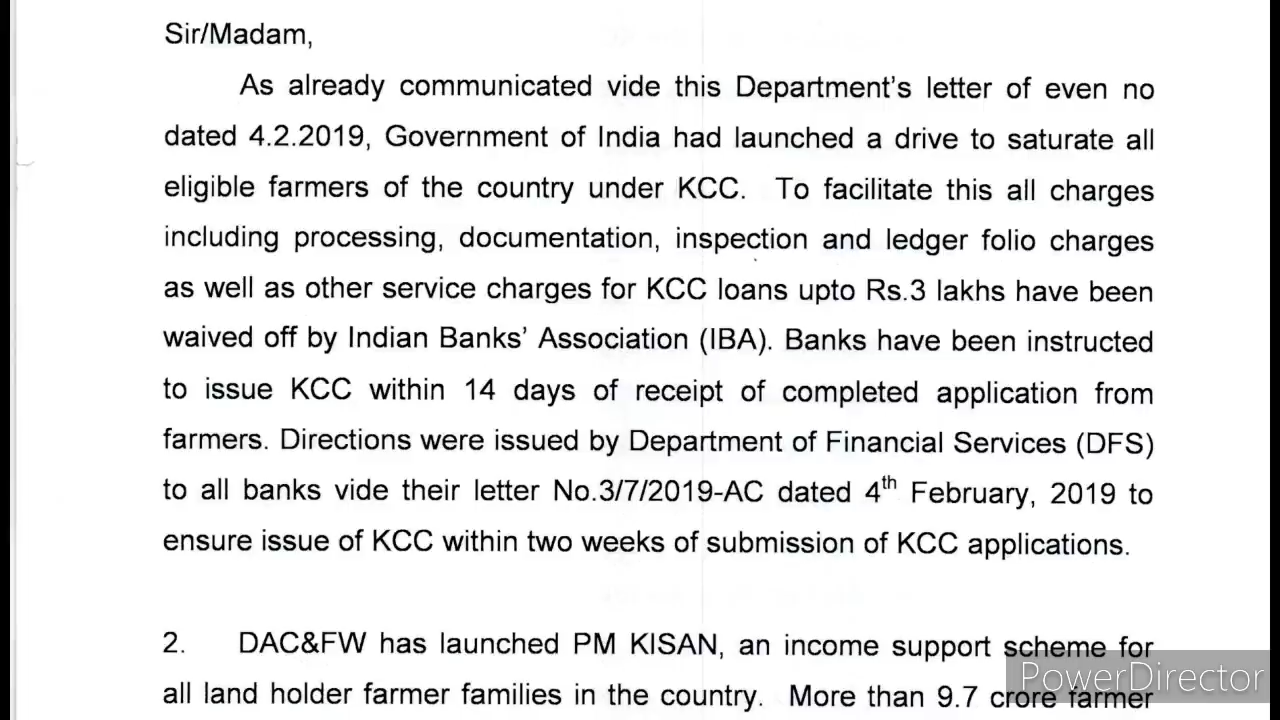 Sir/Madam,
As already communicated vide this Department's letter of even no
dated 4.2.2019, Government of India had launched a drive to saturate all
eligible farmers of the country under KCC. To facilitate this all charges
including processing, documentation, inspection and ledger folio charges
as well as other service charges for KCC loans upto Rs.3 lakhs have been
waived off by Indian Banks' Association (IBA). Banks have been instructed
to issue KCC within 14 days of receipt of completed application from
farmers. Directions were issued by Department of Financial Services (DFS)
to all banks vide their letter No.3/7/2019-AC dated 4th February, 2019 to
ensure issue of KCC within two weeks of submission of KCC applications.
2. DAC&FW has launched PM KISAN, an income support scheme for
all land holder farmer families in the country. More than 9.7 crore farmer
PowerDirector